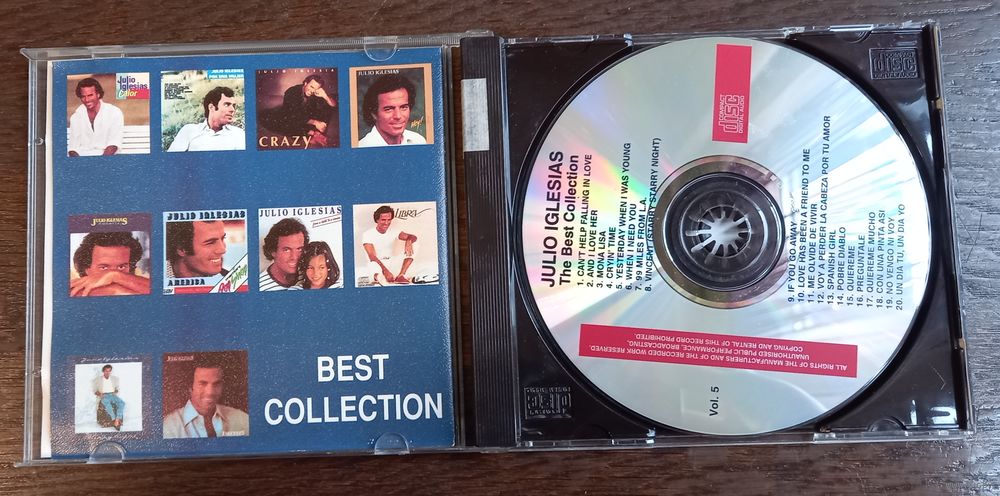 Julio
Iglesias
Calor
JULIO IGLESIAS
JULIO IGLESIAS
CRAZY
JULIO IGLESIAS
JULIO IGLESIAS
JULIO IGLESIAS
AMERICA
JULIO IGLESIAS
LIBRA
BEST
COLLECTION
COMPACT
disc
DIGITAL AUDIO
JULIO IGLESIAS
The Best Collection
1. CAN'T HELP FALLING IN LOVE
2. AND I LOVE HER
3. MONA LISA
4. CRYIN' TIME
5. YESTERDAY WHEN I WAS YOUNG
6. WHEN I NEED YOU
7. 99 MILES FROM L.A.
8. VINCENT (STARRY STARRY NIGHT)
9. IF YOU GO AWAY
10. LOVE HAS BEEN A FRIEND TO ME
11. ME OLVIDE DE VIVIR
12. VOY A PERDER LA CABEZA POR TU AMOR
13. SPANISH GIRL
14. POBRE DIABLO
15. QUIEREME
16. PREGUNTALE
17. QUIEREME MUCHO
18. CON UNA PINTA ASI
19. NO VENGO NI VOY
20. UN DIA TU, UN DIA YO
ALL RIGHTS OF THE MANUFACTURERS AND OF THE RECORDED WORK RESERVED.
UNAUTHORISED PUBLIC PERFORMANCE, BROADCASTING,
COPYING AND RENTAL OF THIS RECORD PROHIBITED.
Vol. 5